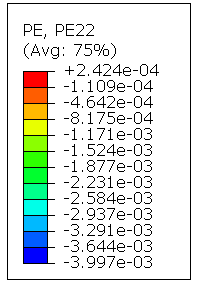 PE, PE22
(Avg: 75%)
+2.424e-04
-1.109e-04
-4.642e-04
-8.175e-04
-1.171e-03
-1.524e-03
-1.877e-03
-2.231e-03
-2.584e-03
-2.937e-03
-3.291e-03
-3.644e-03
-3.997e-03